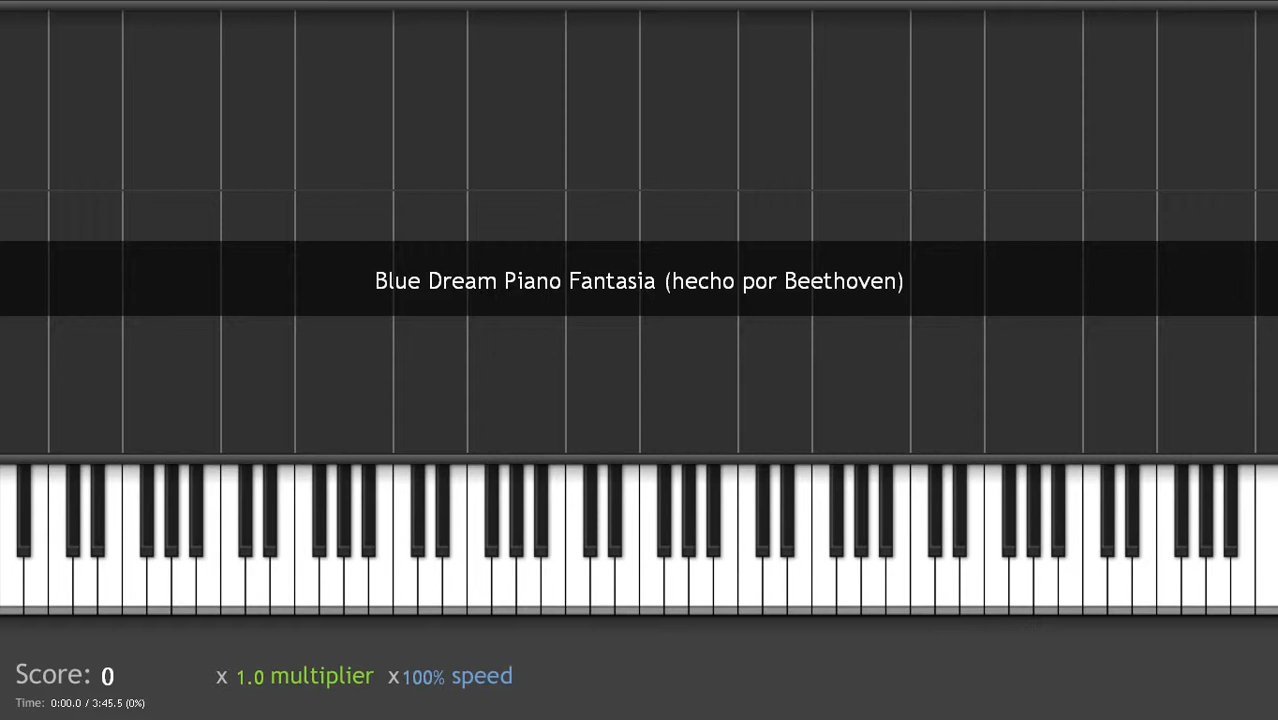 Blue Dream Piano Fantasia (hecho por Beethoven)
Score: 0 x 1.0 multiplier x100% speed
Time: 0:00.0 / 3:45.5 (0%)